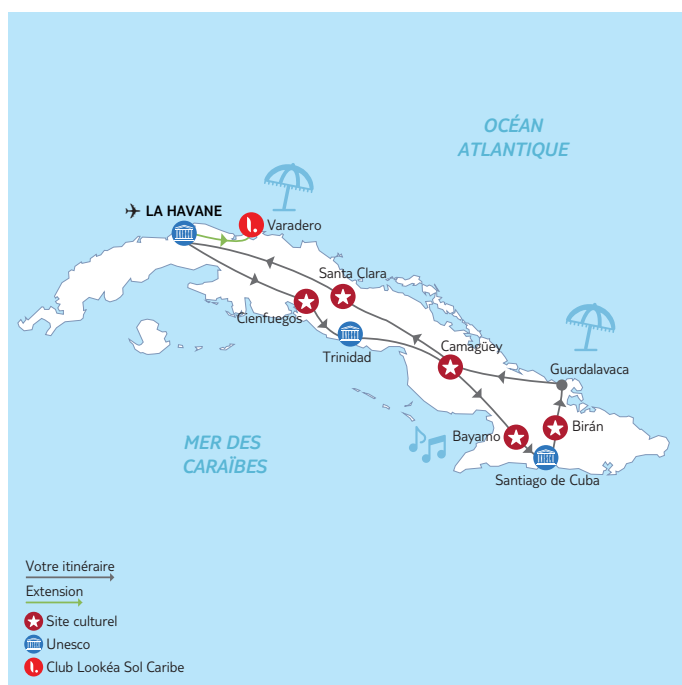 OCÉAN
ATLANTIQUE
LA HAVANE
Varadero
Santa Clara
Cienfuegos
Trinidad
Camagüey
Guardalavaca
Bayamo
Birán
Santiago de Cuba
MER DES
CARAÏBES
Votre itinéraire
Extension
Site culturel
Unesco
Club Lookéa Sol Caribe